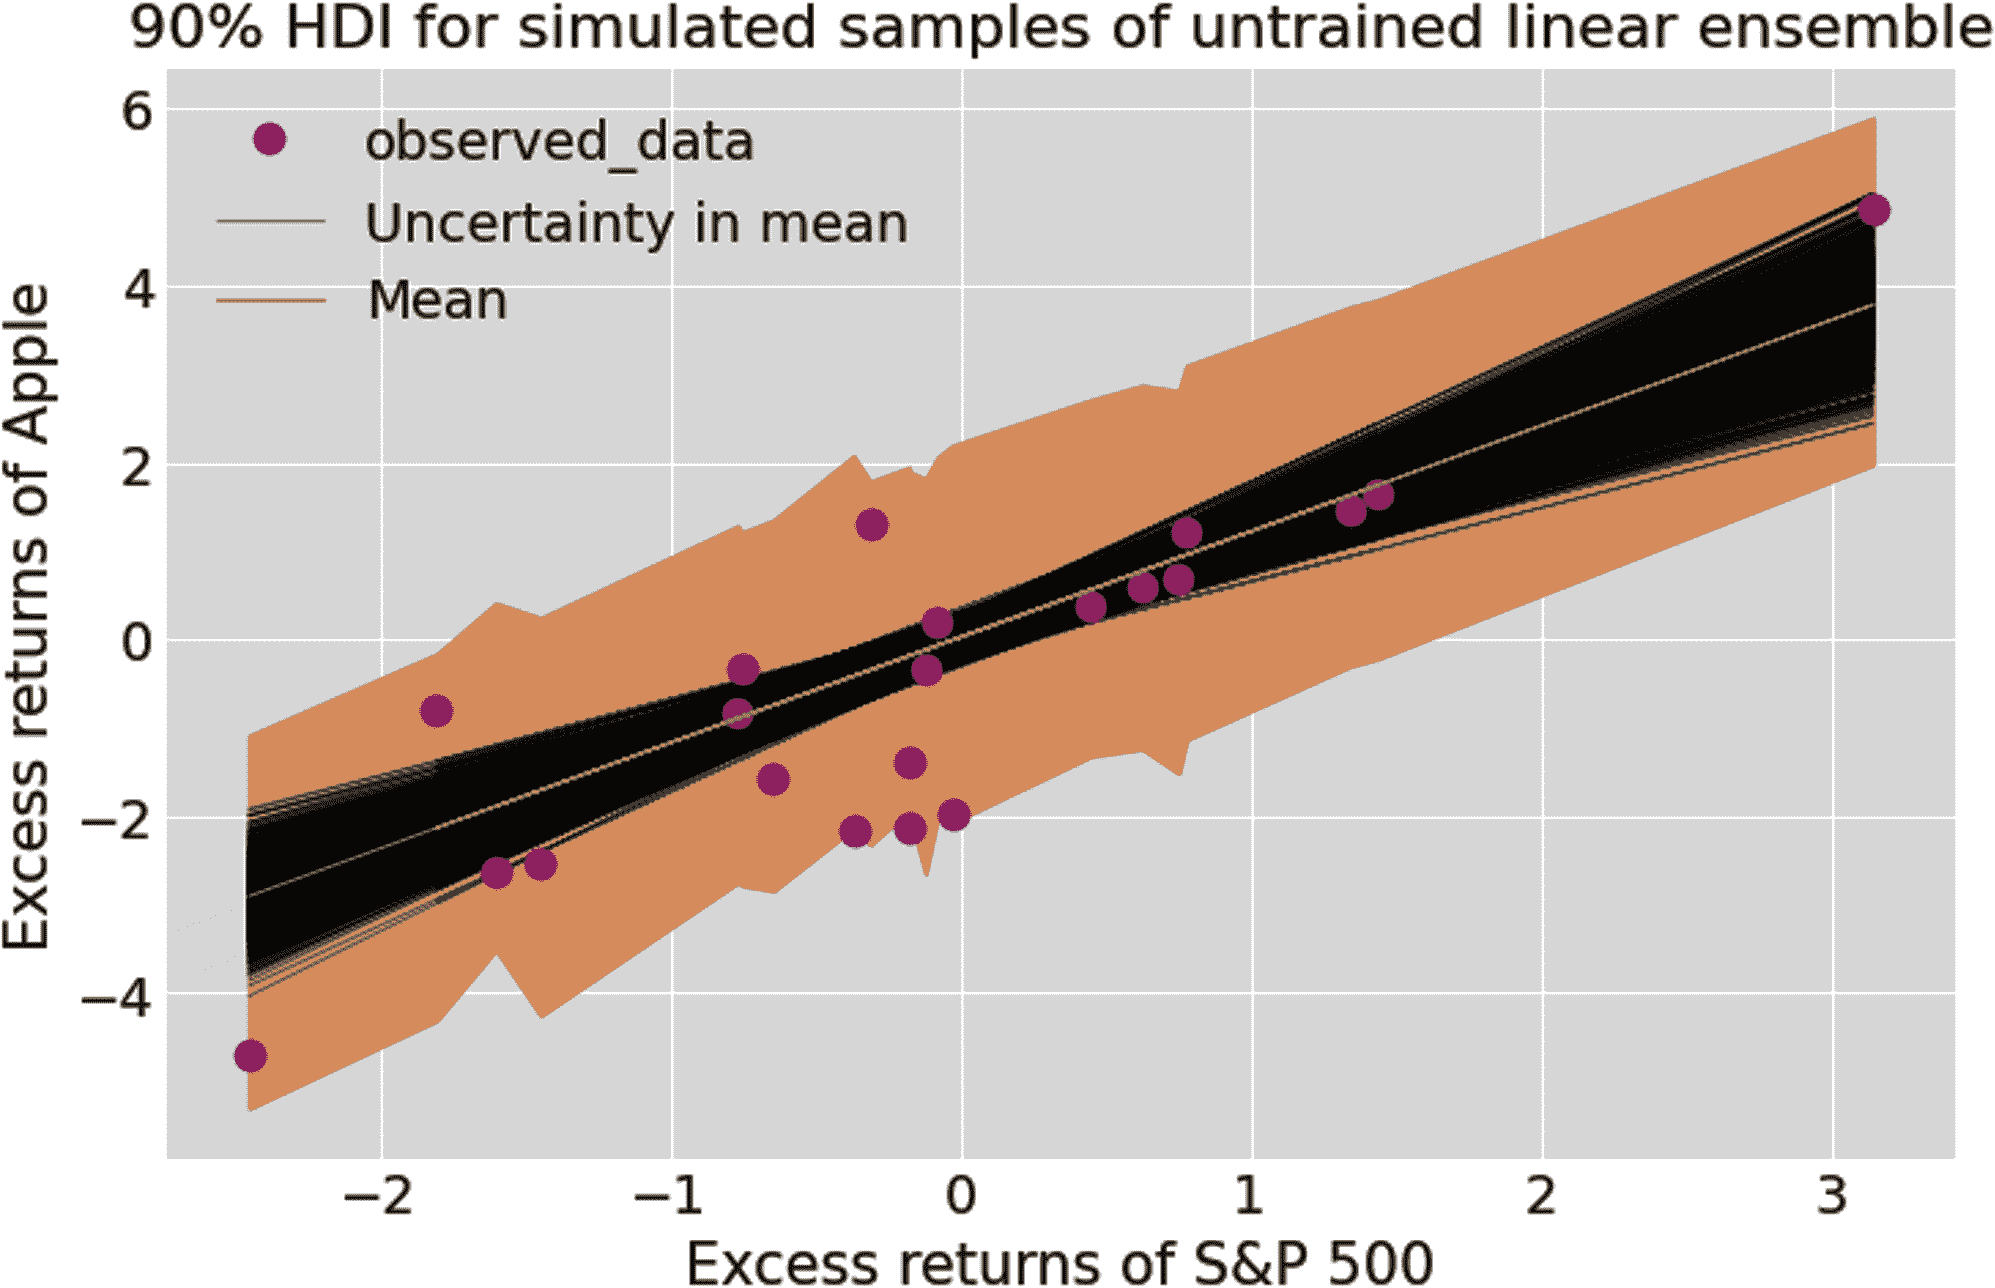 90% HDI for simulated samples of untrained linear ensemble
observed_data
Uncertainty in mean
Mean
Excess returns of Apple
6
4
2
0
−2
−4
−2
−1
0
1
2
3
Excess returns of S&P 500